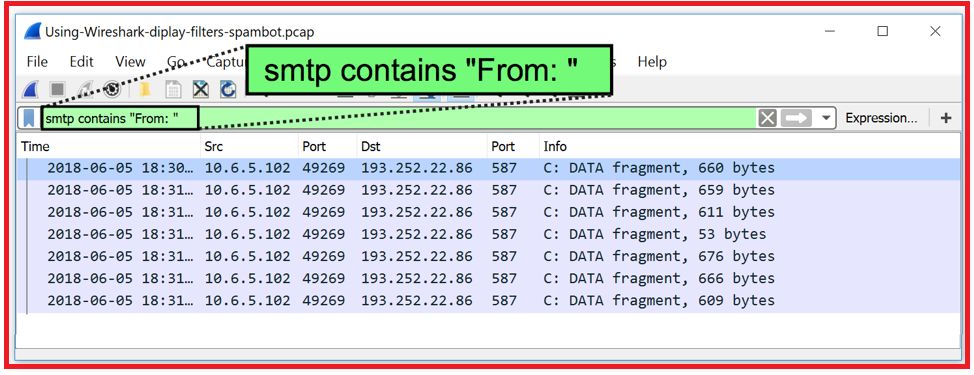 Using-Wireshark-diplay-filters-spambot.pcap
File Edit View Go Captu Help
smtp contains "From: "
smtp contains "From: " Expression... +
Time Src Port Dst Port Info
2018-06-05 18:30… 10.6.5.102 49269 193.252.22.86 587 C: DATA fragment, 660 bytes
2018-06-05 18:31… 10.6.5.102 49269 193.252.22.86 587 C: DATA fragment, 659 bytes
2018-06-05 18:31… 10.6.5.102 49269 193.252.22.86 587 C: DATA fragment, 611 bytes
2018-06-05 18:31… 10.6.5.102 49269 193.252.22.86 587 C: DATA fragment, 53 bytes
2018-06-05 18:31… 10.6.5.102 49269 193.252.22.86 587 C: DATA fragment, 676 bytes
2018-06-05 18:31… 10.6.5.102 49269 193.252.22.86 587 C: DATA fragment, 666 bytes
2018-06-05 18:31… 10.6.5.102 49269 193.252.22.86 587 C: DATA fragment, 609 bytes